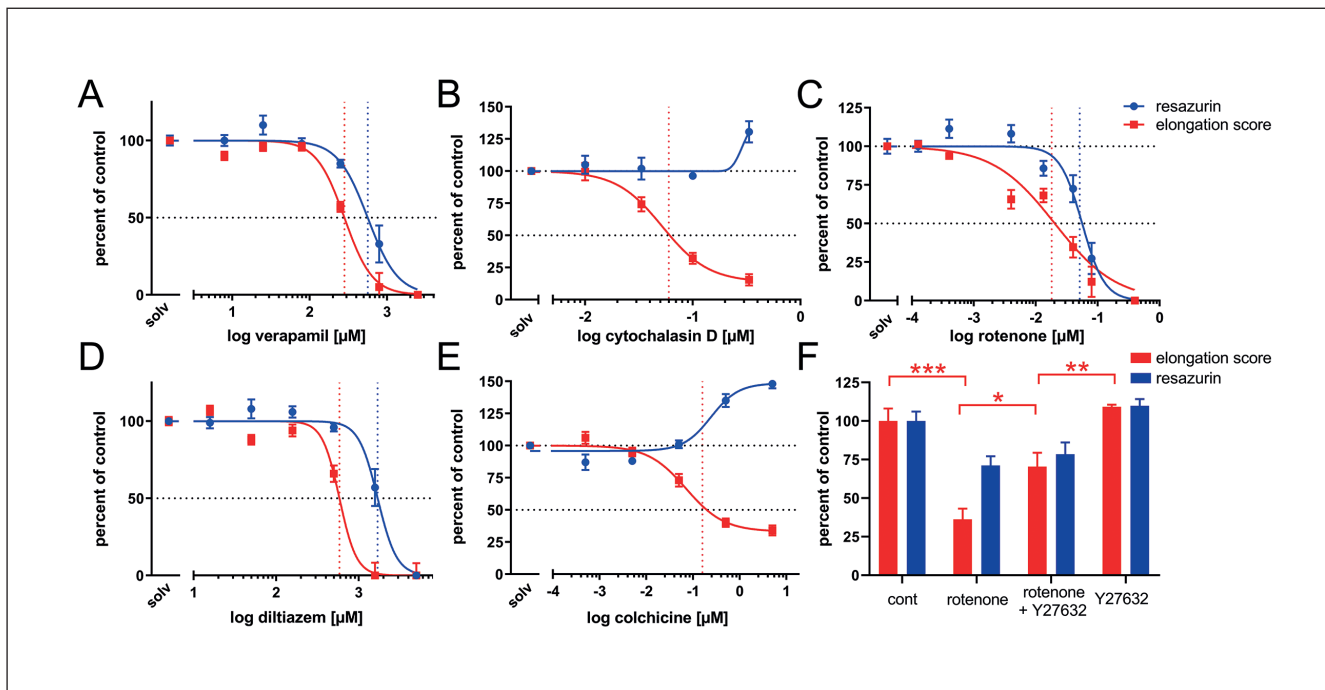 A
percent of control
100
50
0
solv
1
2
3
log verapamil [µM]
B
percent of control
150
125
100
75
50
25
0
solv
-2
-1
0
log cytochalasin D [µM]
C
percent of control
125
100
75
50
25
0
solv
-4
-3
-2
-1
0
log rotenone [µM]
resazurin
elongation score
D
percent of control
100
50
0
solv
1
2
3
log diltiazem [µM]
E
percent of control
150
125
100
75
50
25
0
solv
-4
-3
-2
-1
0
1
log colchicine [µM]
F
elongation score
resazurin
percent of control
125
100
75
50
25
0
***
*
**
cont
rotenone
rotenone
+ Y27632
Y27632